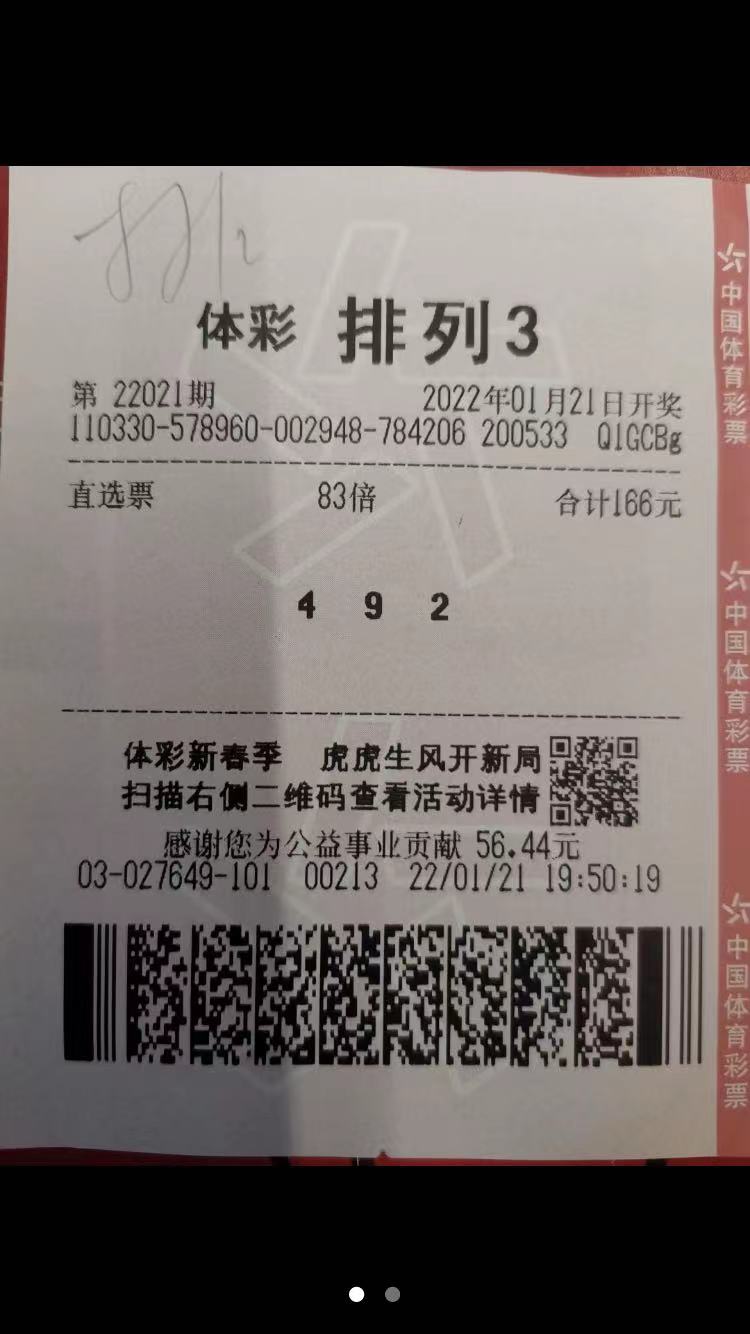 体彩 排列3
第 22021期 2022年01月21日开奖
110330-578960-002948-784206 200533 Q1GCBg
直选票 83倍 合计166元
4 9 2
体彩新春季 虎虎生风开新局
扫描右侧二维码查看活动详情
感谢您为公益事业贡献 56.44元
03-027649-101 00213 22/01/21 19:50:19
中国体育彩票
中国体育彩票
中国体育彩票